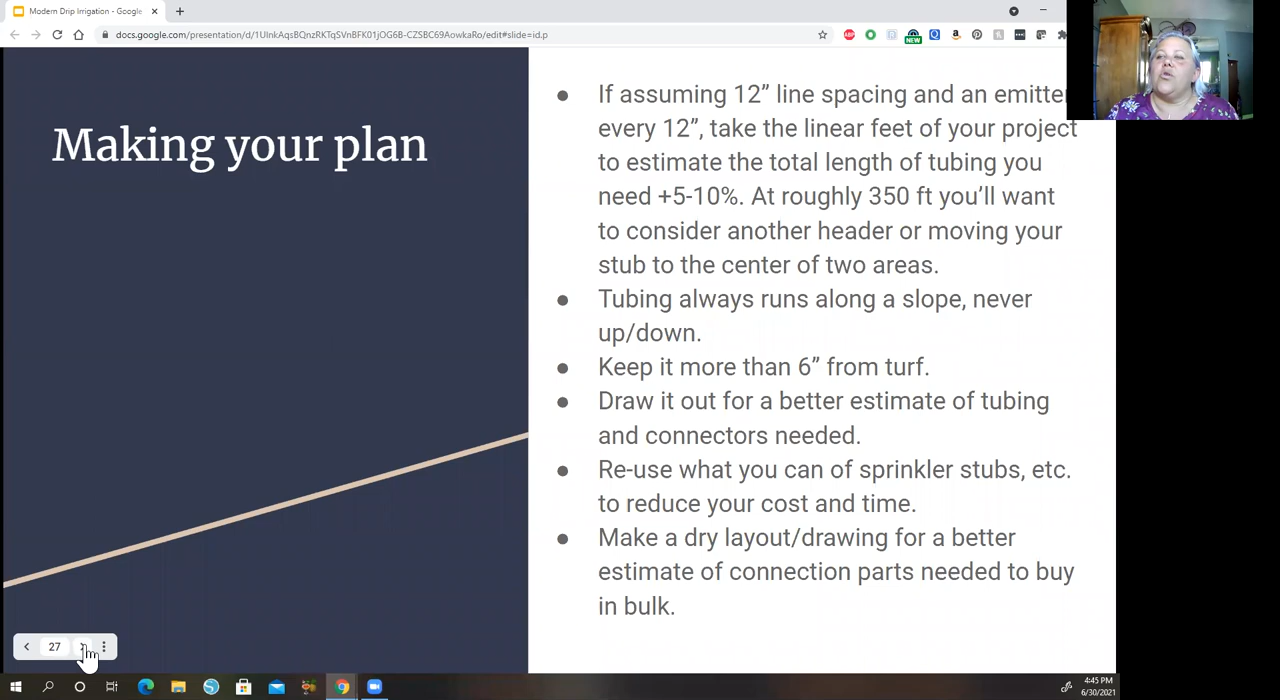 Modern Drip Irrigation - Google
docs.google.com/presentation/d/1UInkAqsBQnzRKTqSVnBFK01jOG6B-CZSBC69AowkaRo/edit#slide=id.p
ABP
NEW
Making your plan
● If assuming 12” line spacing and an emitter
every 12”, take the linear feet of your project
to estimate the total length of tubing you
need +5-10%. At roughly 350 ft you’ll want
to consider another header or moving your
stub to the center of two areas.
● Tubing always runs along a slope, never
up/down.
● Keep it more than 6” from turf.
● Draw it out for a better estimate of tubing
and connectors needed.
● Re-use what you can of sprinkler stubs, etc.
to reduce your cost and time.
● Make a dry layout/drawing for a better
estimate of connection parts needed to buy
in bulk.
27
4:45 PM
6/30/2021